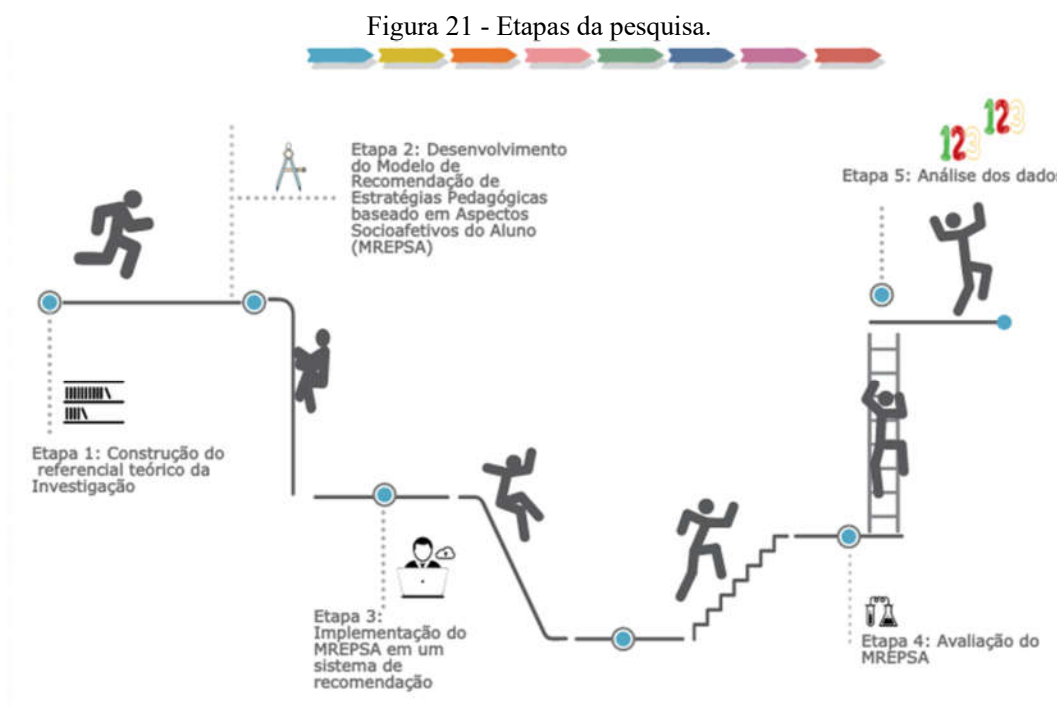 Figura 21 - Etapas da pesquisa.
Etapa 1: Construção do
referencial teórico da
Investigação
Etapa 2: Desenvolvimento
do Modelo de
Recomendação de
Estratégias Pedagógicas
baseado em Aspectos
Socioafetivos do Aluno
(MREPSA)
Etapa 3:
Implementação do
MREPSA em um
sistema de
recomendação
Etapa 4: Avaliação do
MREPSA
123 123
Etapa 5: Análise dos dados